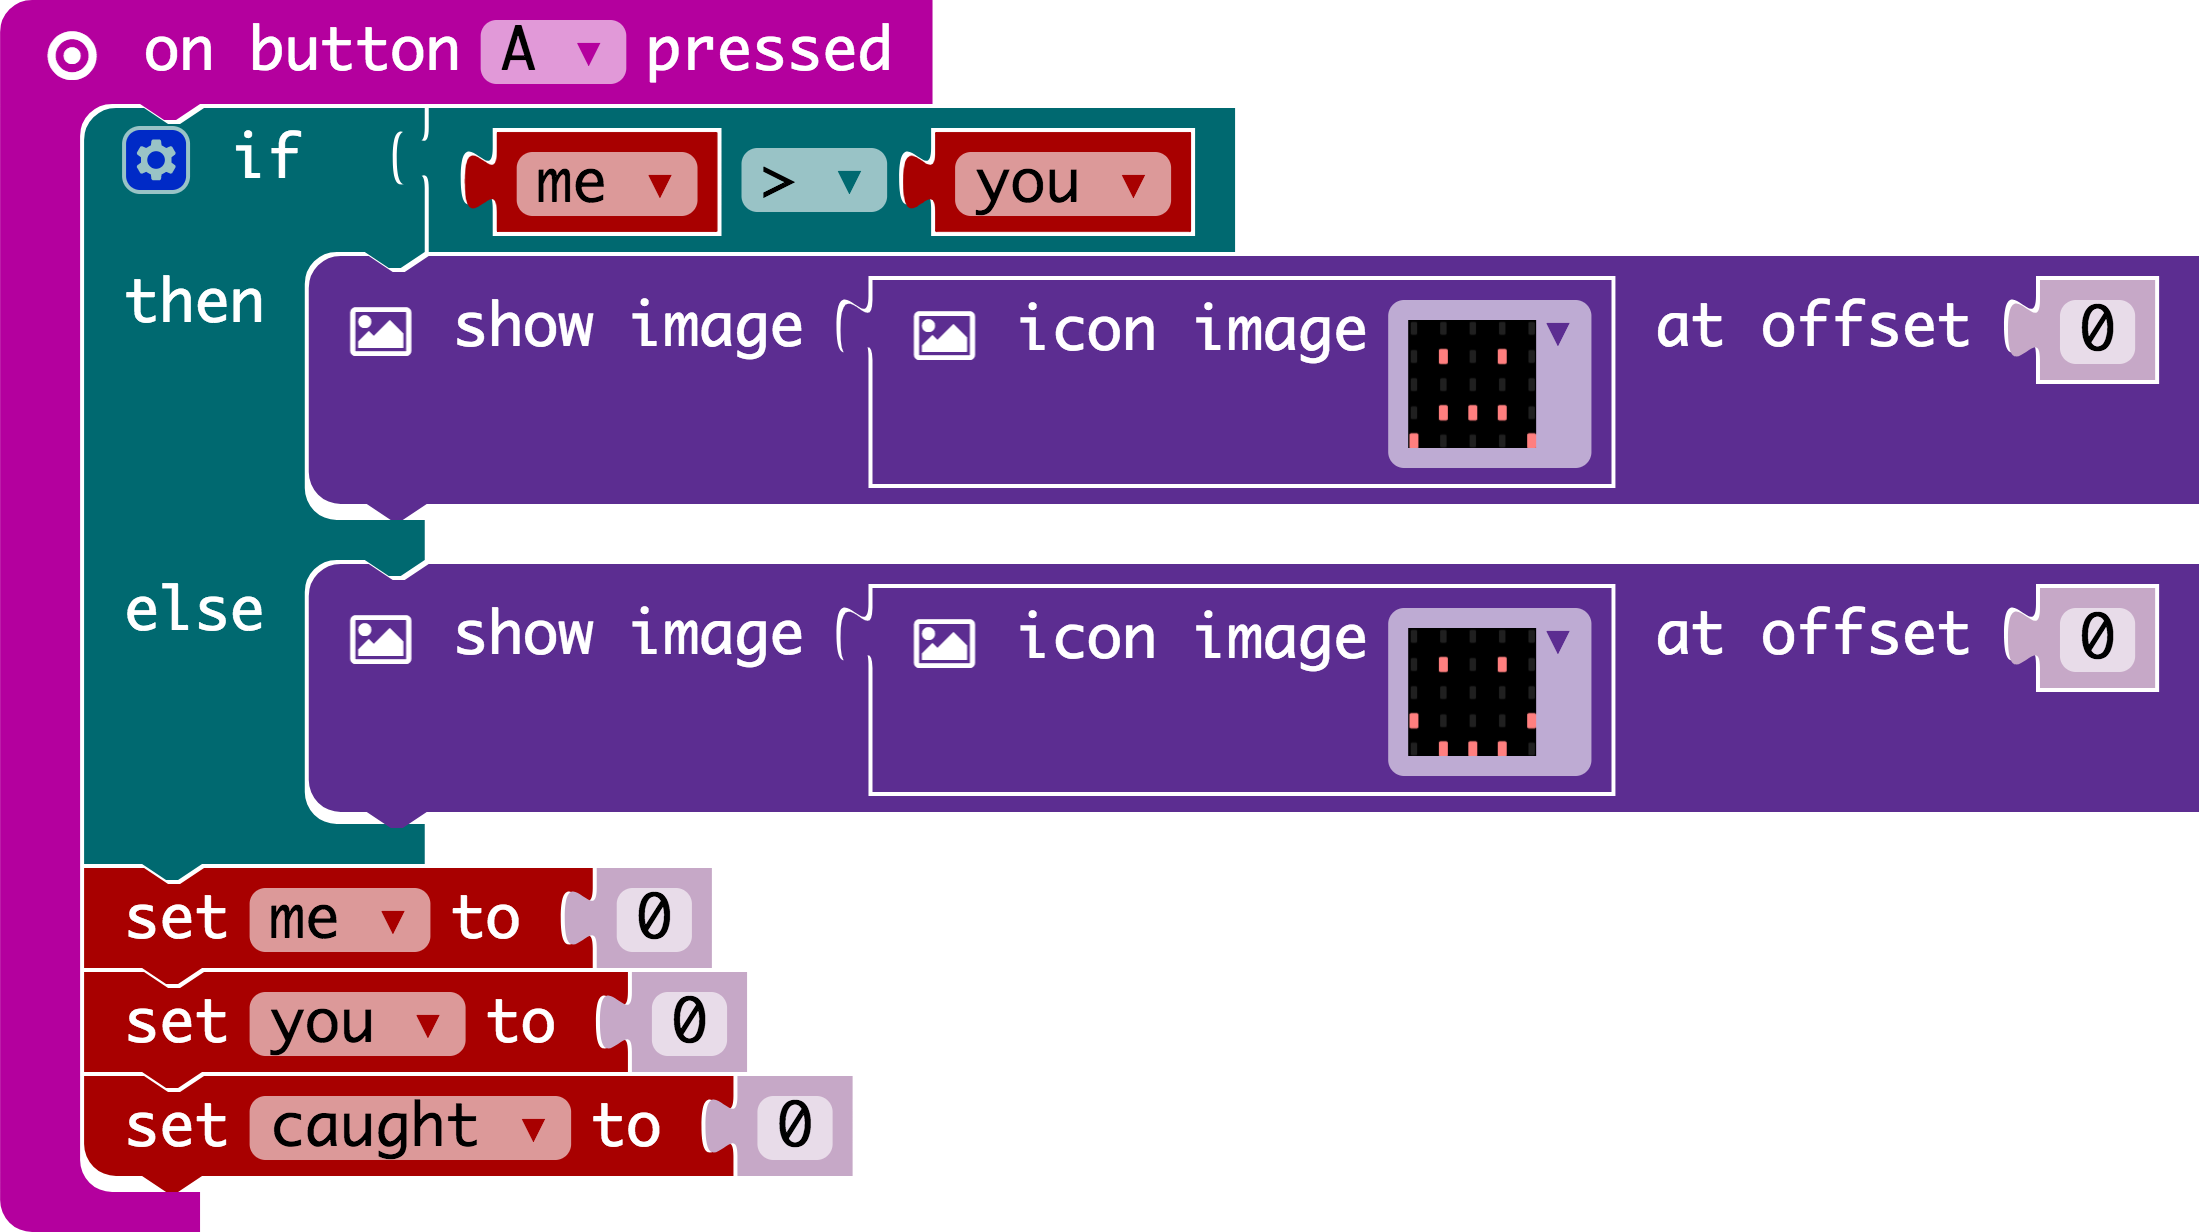 on button A pressed
if me > you
then show image icon image at offset 0
else show image icon image at offset 0
set me to 0
set you to 0
set caught to 0